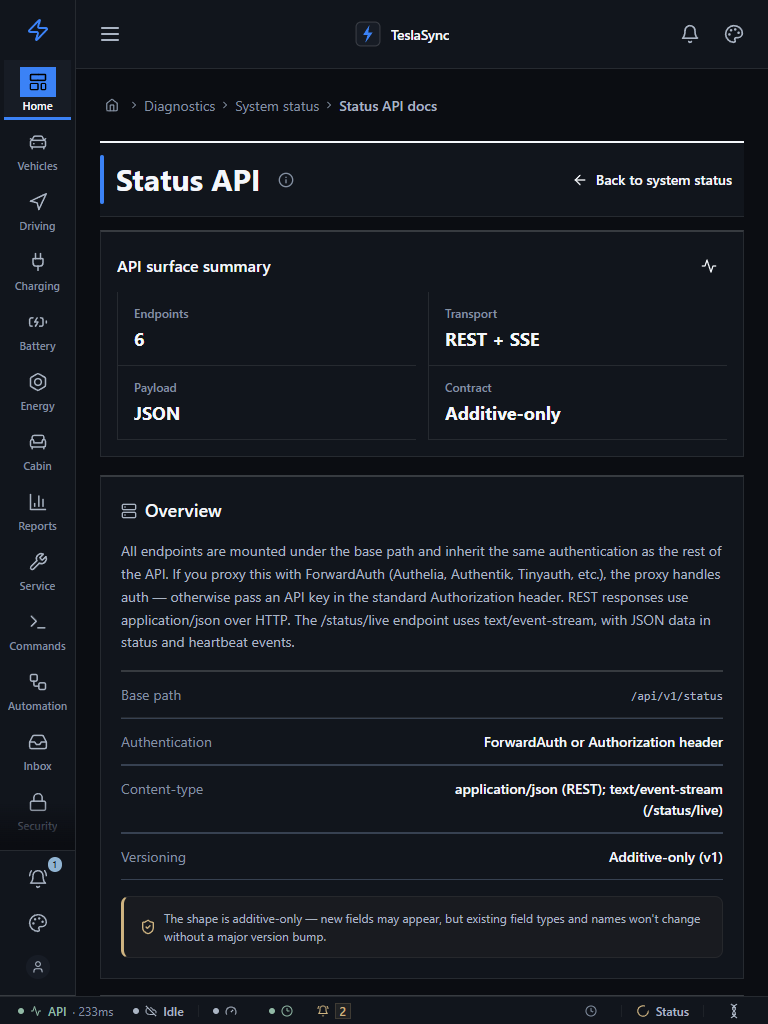 TeslaSync
Home
Vehicles
Driving
Charging
Battery
Energy
Cabin
Reports
Service
Commands
Automation
Inbox
Security
1
Diagnostics
System status
Status API docs
Status API
Back to system status
API surface summary
Endpoints
6
Transport
REST + SSE
Payload
JSON
Contract
Additive-only
Overview
All endpoints are mounted under the base path and inherit the same authentication as the rest of
the API. If you proxy this with ForwardAuth (Authelia, Authentik, Tinyauth, etc.), the proxy handles
auth — otherwise pass an API key in the standard Authorization header. REST responses use
application/json over HTTP. The /status/live endpoint uses text/event-stream, with JSON data in
status and heartbeat events.
Base path
/api/v1/status
Authentication
ForwardAuth or Authorization header
Content-type
application/json (REST); text/event-stream
(/status/live)
Versioning
Additive-only (v1)
The shape is additive-only — new fields may appear, but existing field types and names won't change
without a major version bump.
API · 233ms
Idle
2
Status